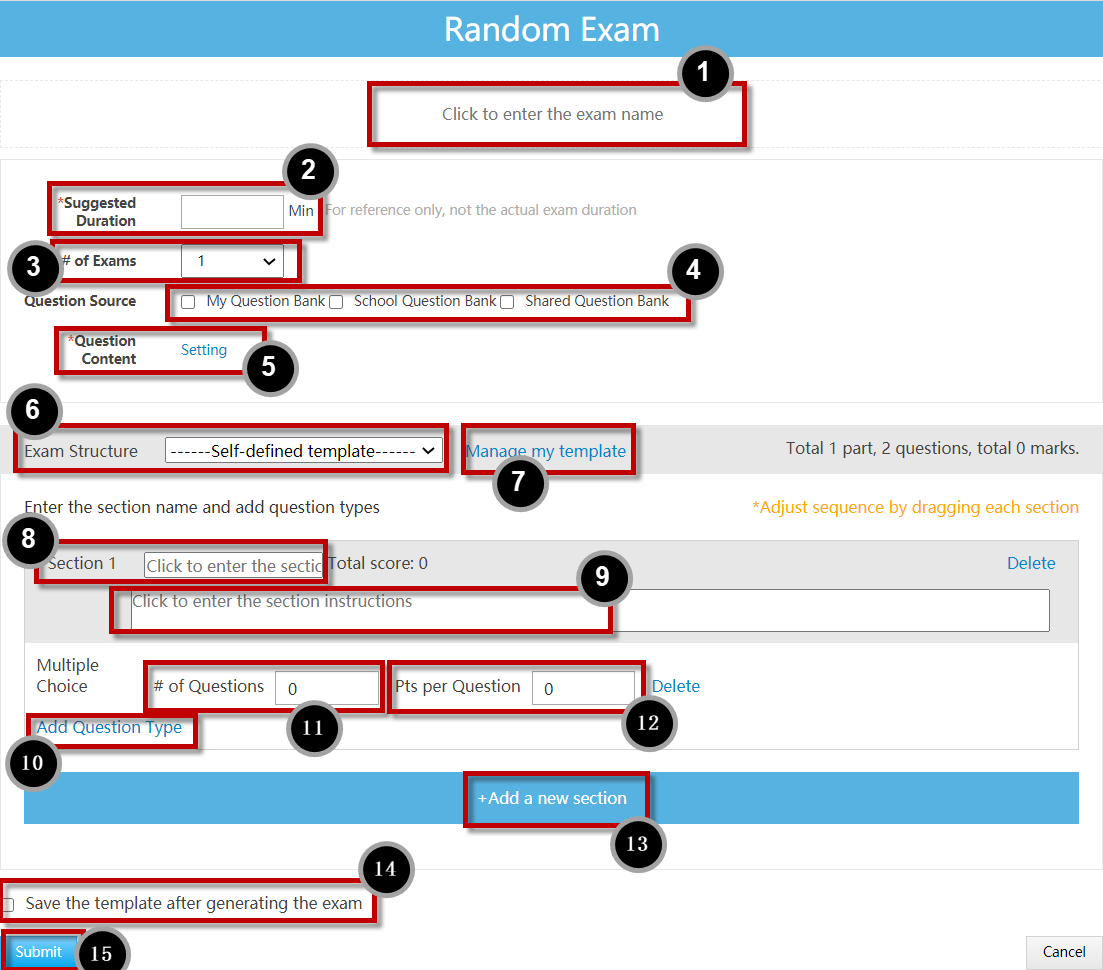 Random Exam
1
Click to enter the exam name
2
*Suggested Duration Min For reference only, not the actual exam duration
3
# of Exams 1
4
Question Source My Question Bank School Question Bank Shared Question Bank
*Question Content Setting
5
6
Exam Structure ------Self-defined template------ Manage my template Total 1 part, 2 questions, total 0 marks.
7
Enter the section name and add question types *Adjust sequence by dragging each section
8
Section 1 Click to enter the sectic Total score: 0 Delete
9
Click to enter the section instructions
Multiple Choice # of Questions 0 Pts per Question 0 Delete
11
12
Add Question Type
10
+Add a new section
13
14
Save the template after generating the exam
Submit 15 Cancel